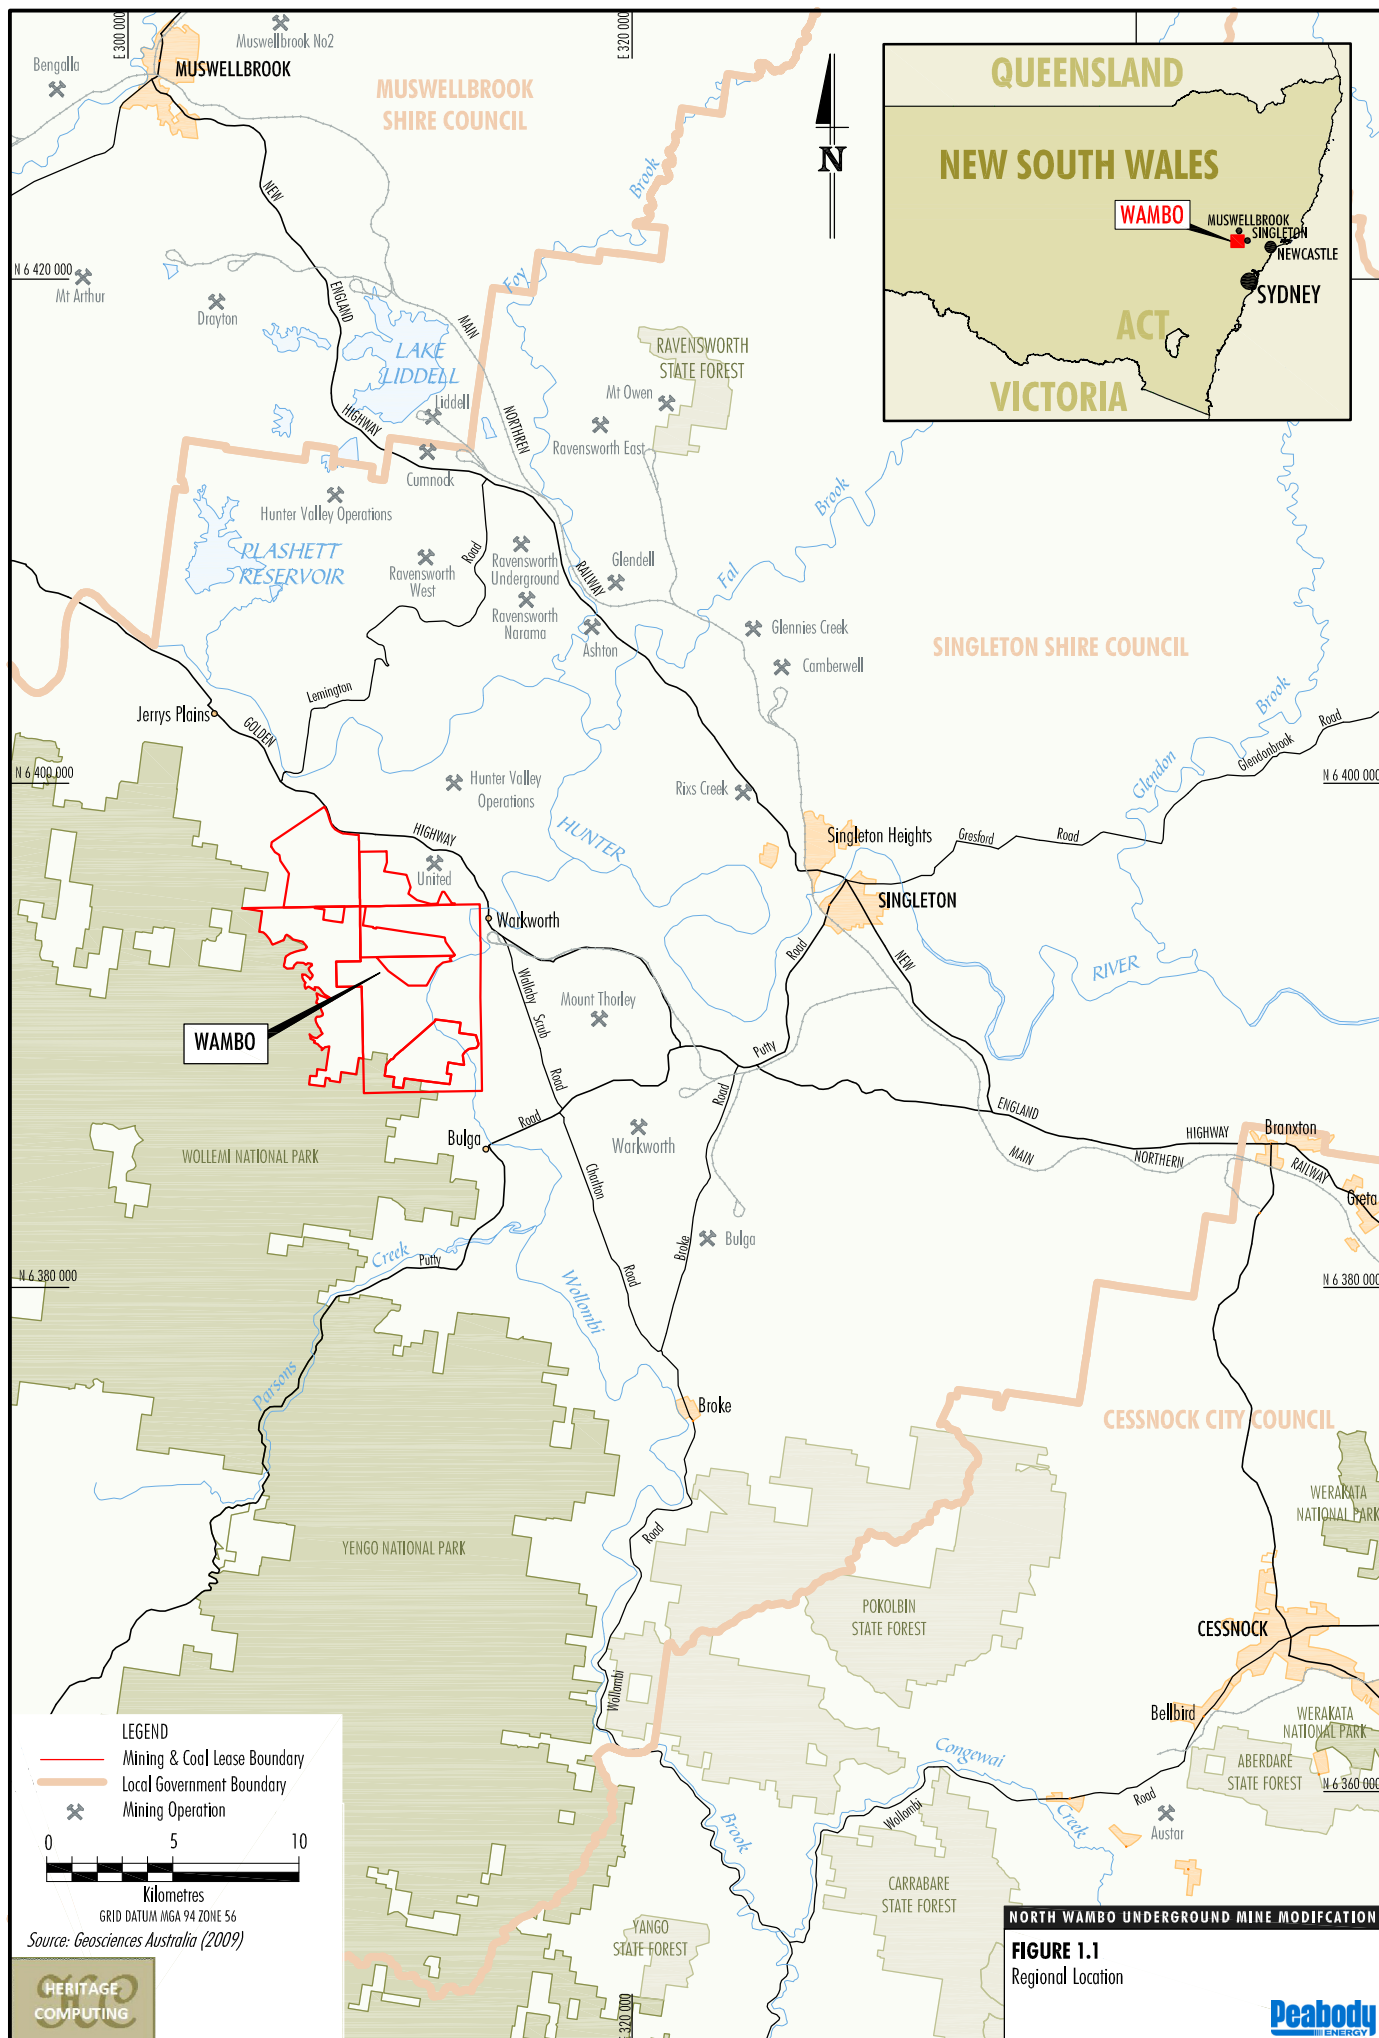 E 300 000
Muswellbrook No2
E 320 000
Bengalla
MUSWELLBROOK
MUSWELLBROOK
SHIRE COUNCIL
N
QUEENSLAND
NEW SOUTH WALES
WAMBO
MUSWELLBROOK
SINGLETON
NEWCASTLE
SYDNEY
ACT
VICTORIA
NEW
ENGLAND
HIGHWAY
Foy
Brook
N 6 420 000
Mt Arthur
Drayton
MAIN
NORTHREN
RAILWAY
LAKE
LIDDELL
Liddell
RAVENSWORTH
STATE FOREST
Mt Owen
Ravensworth East
Cumnock
Hunter Valley Operations
PLASHETT
RESERVOIR
Ravensworth
West
Road
Ravensworth
Underground
Ravensworth
Narama
Glendell
Ashton
Fal
Brook
Glennies Creek
Camberwell
SINGLETON SHIRE COUNCIL
Lemington
Jerrys Plains
GOLDEN
HIGHWAY
Glendon
Brook
Glendonbrook
Road
N 6 400 000
N 6 400 000
Hunter Valley
Operations
Rixs Creek
HUNTER
Singleton Heights
Gresford
Road
United
SINGLETON
Warkworth
Road
NEW
RIVER
Wallaby
Scrub
Road
Mount Thorley
WAMBO
Putty
Road
ENGLAND
HIGHWAY
Branxton
Bulga
Road
Warkworth
MAIN
NORTHERN
RAILWAY
Greta
WOLLEMI NATIONAL PARK
Charlton
Road
Broke
Bulga
Creek
Putty
Wollombi
N 6 380 000
N 6 380 000
Parsons
Broke
CESSNOCK CITY COUNCIL
WERAKATA
NATIONAL PARK
Road
YENGO NATIONAL PARK
POKOLBIN
STATE FOREST
CESSNOCK
Wollombi
Bellbird
WERAKATA
NATIONAL PARK
Congewai
ABERDARE
STATE FOREST
N 6 360 000
Road
Wollombi
Creek
Austar
Brook
CARRABARE
STATE FOREST
YANGO
STATE FOREST
E 320 000
LEGEND
Mining & Coal Lease Boundary
Local Government Boundary
Mining Operation
0 5 10
Kilometres
GRID DATUM MGA 94 ZONE 56
Source: Geosciences Australia (2009)
HERITAGE
COMPUTING
NORTH WAMBO UNDERGROUND MINE MODIFCATION
FIGURE 1.1
Regional Location
Peabody
ENERGY